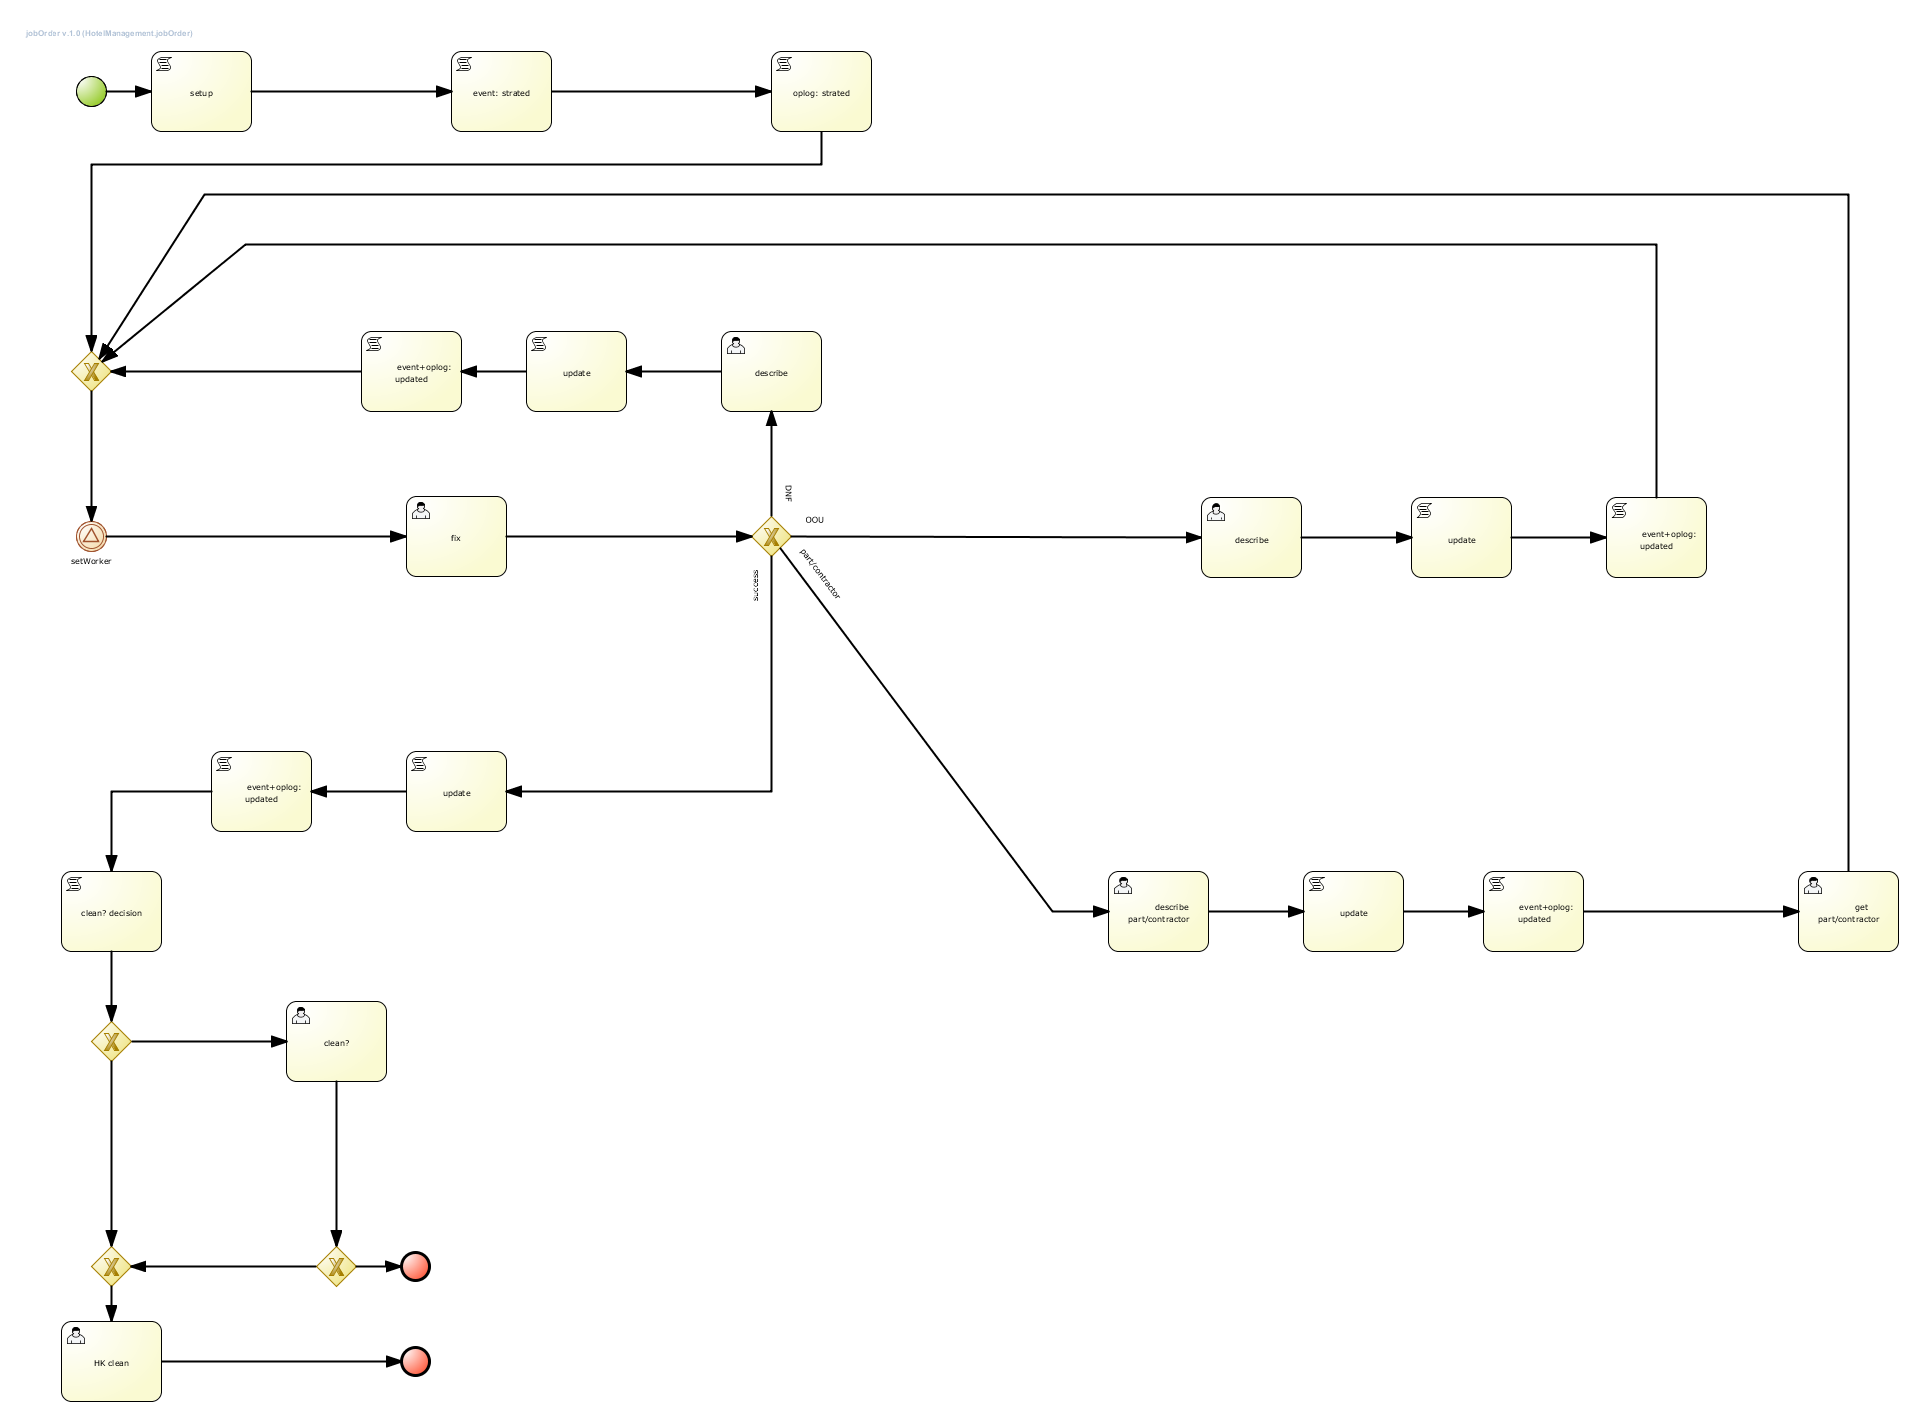 jobOrder v.1.0 (HotelManagement.jobOrder)
setup
event: strated
oplog: strated
event+oplog:
updated
update
describe
DNF
OOU
setWorker
fix
describe
update
event+oplog:
updated
part/contractor
success
event+oplog:
updated
update
clean? decision
describe
part/contractor
update
event+oplog:
updated
get
part/contractor
clean?
HK clean